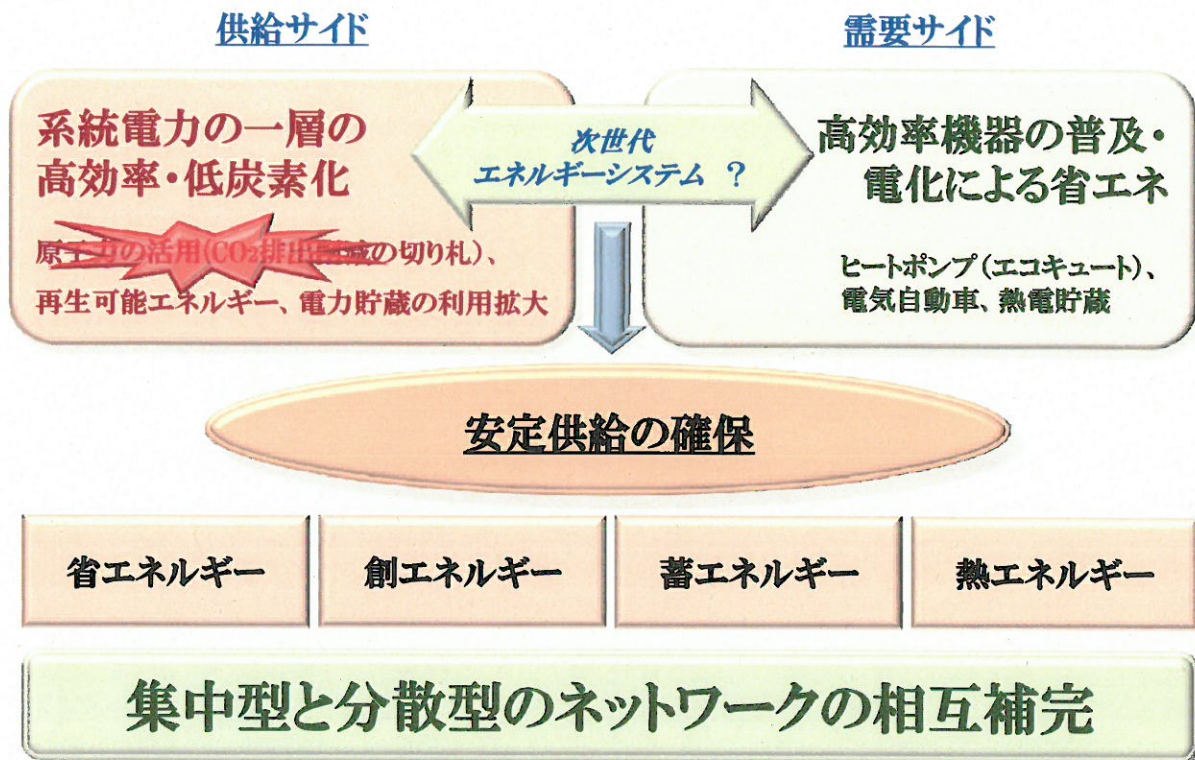 供給サイド
需要サイド
系統電力の一層の
高効率・低炭素化
原子力の活用(CO₂排出削減の切り札)、
再生可能エネルギー、電力貯蔵の利用拡大
次世代
エネルギーシステム ?
高効率機器の普及・
電化による省エネ
ヒートポンプ(エコキュート)、
電気自動車、熱電貯蔵
安定供給の確保
省エネルギー
創エネルギー
蓄エネルギー
熱エネルギー
集中型と分散型のネットワークの相互補完